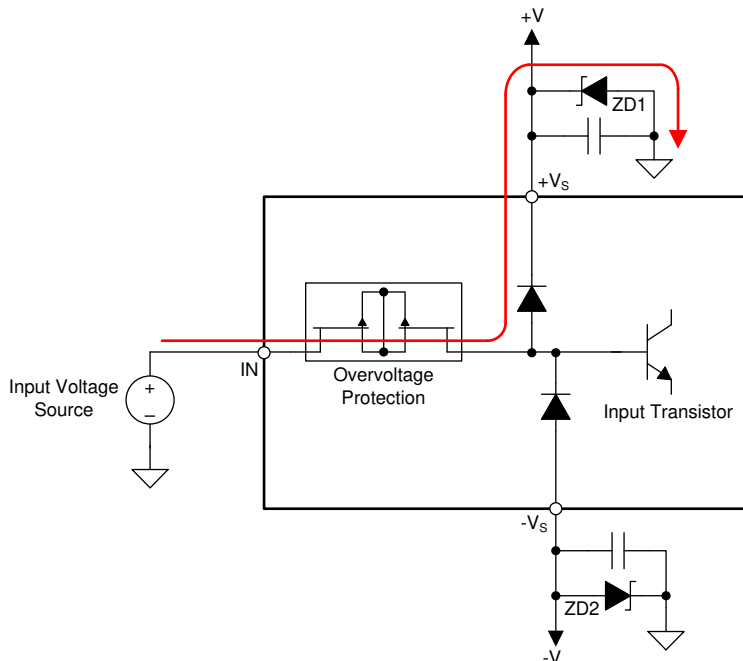 +V
ZD1
+VS
IN
Overvoltage
Protection
Input Voltage
Source
+
–
Input Transistor
-VS
ZD2
-V